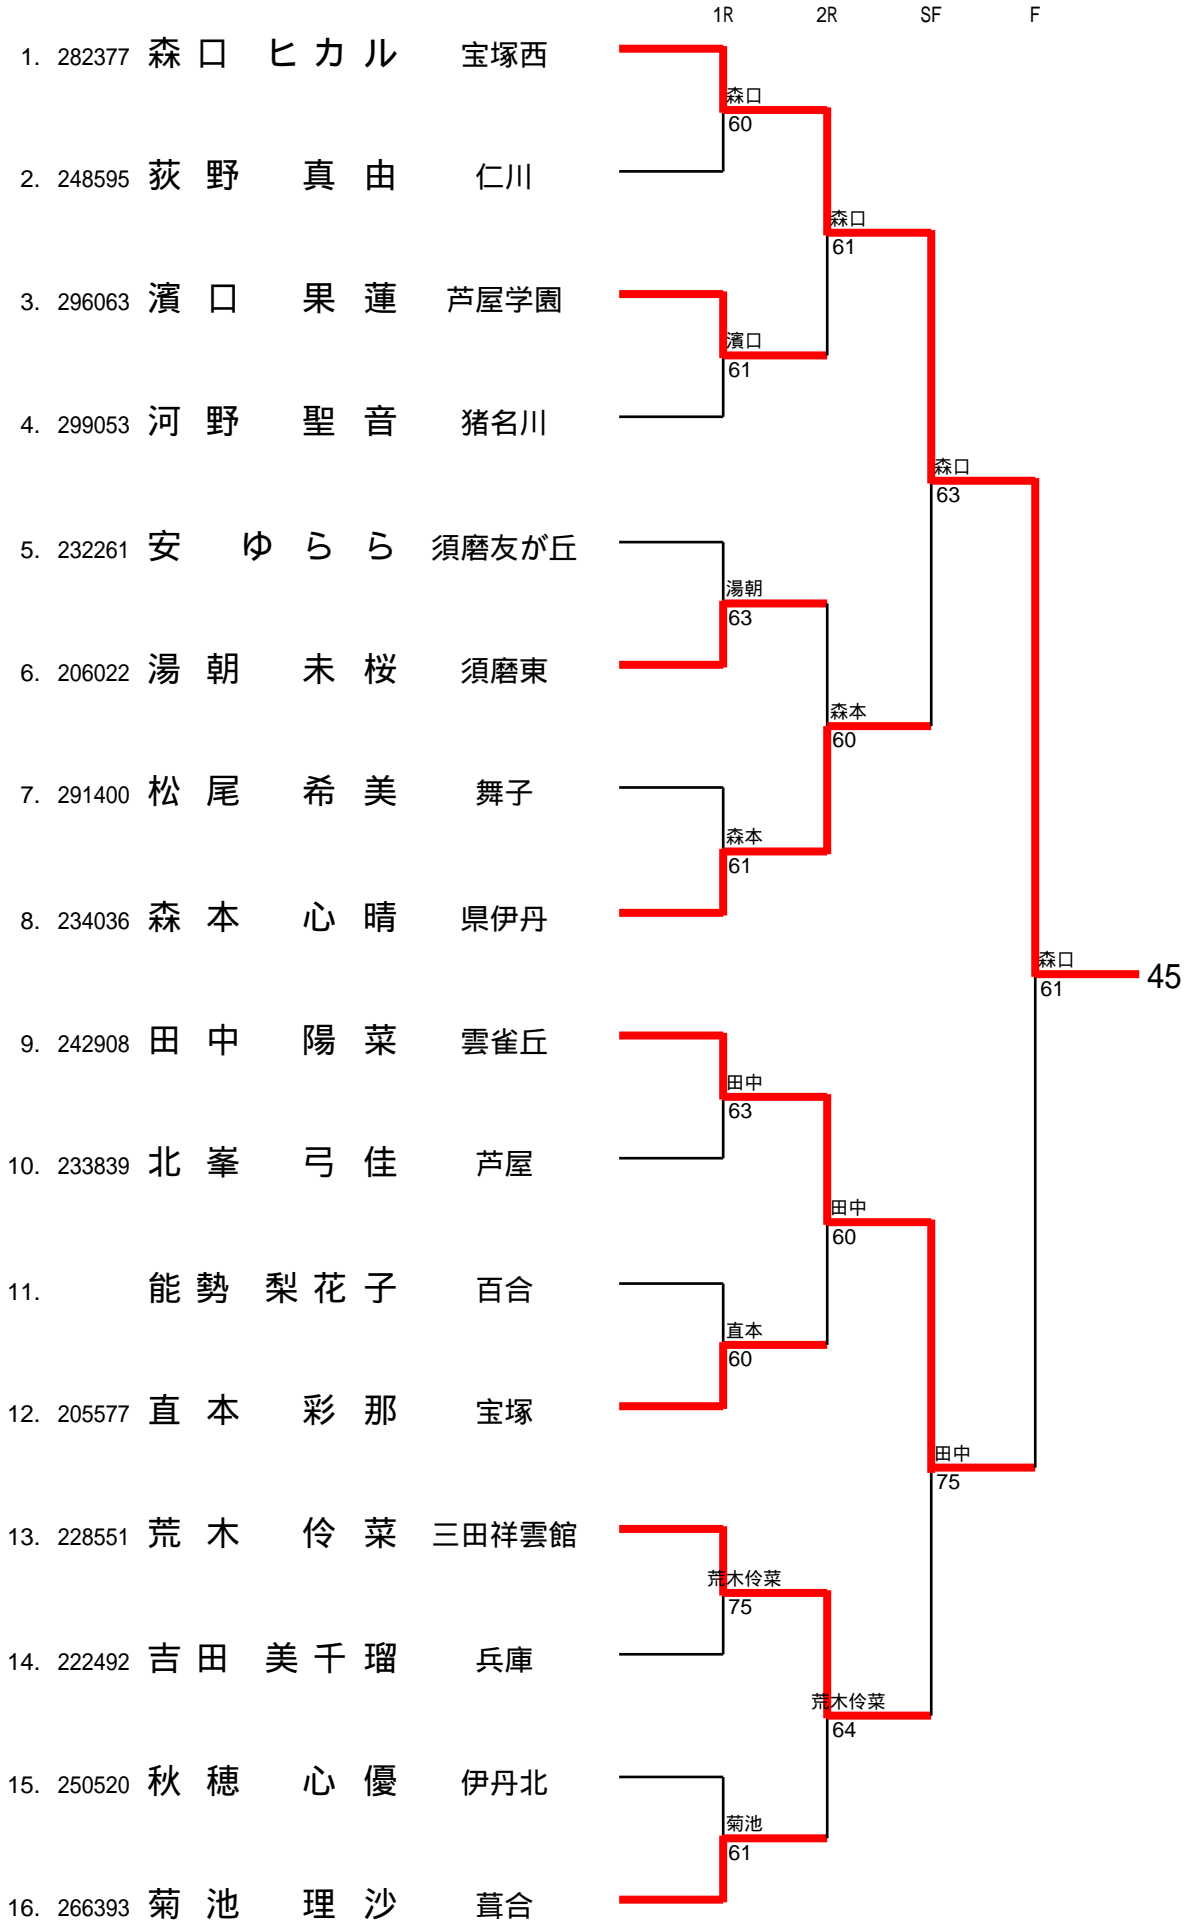 1R 2R SF F
1. 282377 森口 ヒカル 宝塚西
森口
60
2. 248595 荻野 真由 仁川
森口
61
3. 296063 濱口 果蓮 芦屋学園
濱口
61
4. 299053 河野 聖音 猪名川
森口
63
5. 232261 安 ゆらら 須磨友が丘
湯朝
63
6. 206022 湯朝 未桜 須磨東
森本
60
7. 291400 松尾 希美 舞子
森本
61
8. 234036 森本 心晴 県伊丹
森口
61 45
9. 242908 田中 陽菜 雲雀丘
田中
63
10. 233839 北峯 弓佳 芦屋
田中
60
11. 能勢 梨花子 百合
直本
60
12. 205577 直本 彩那 宝塚
田中
75
13. 228551 荒木 伶菜 三田祥雲館
荒木伶菜
75
14. 222492 吉田 美千瑠 兵庫
荒木伶菜
64
15. 250520 秋穂 心優 伊丹北
菊池
61
16. 266393 菊池 理沙 葺合